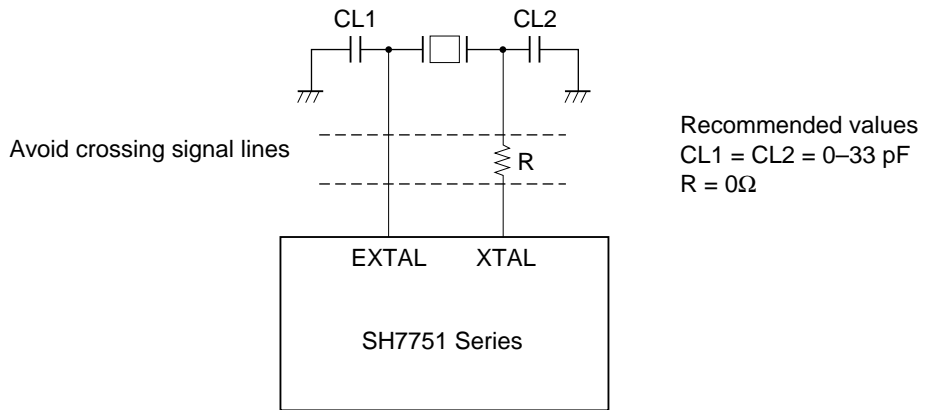 CL1
CL2
Avoid crossing signal lines
R
Recommended values
CL1 = CL2 = 0–33 pF
R = 0Ω
EXTAL
XTAL
SH7751 Series